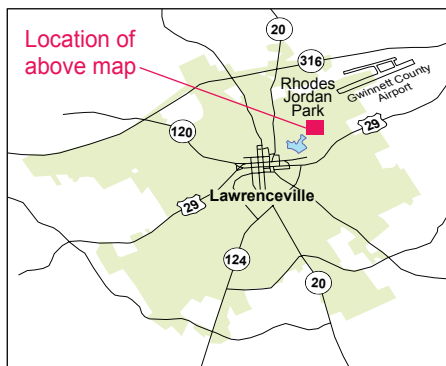 Location of
above map
20
316
Rhodes
Jordan
Park
Gwinnett County
Airport
120
29
Lawrenceville
29
124
20